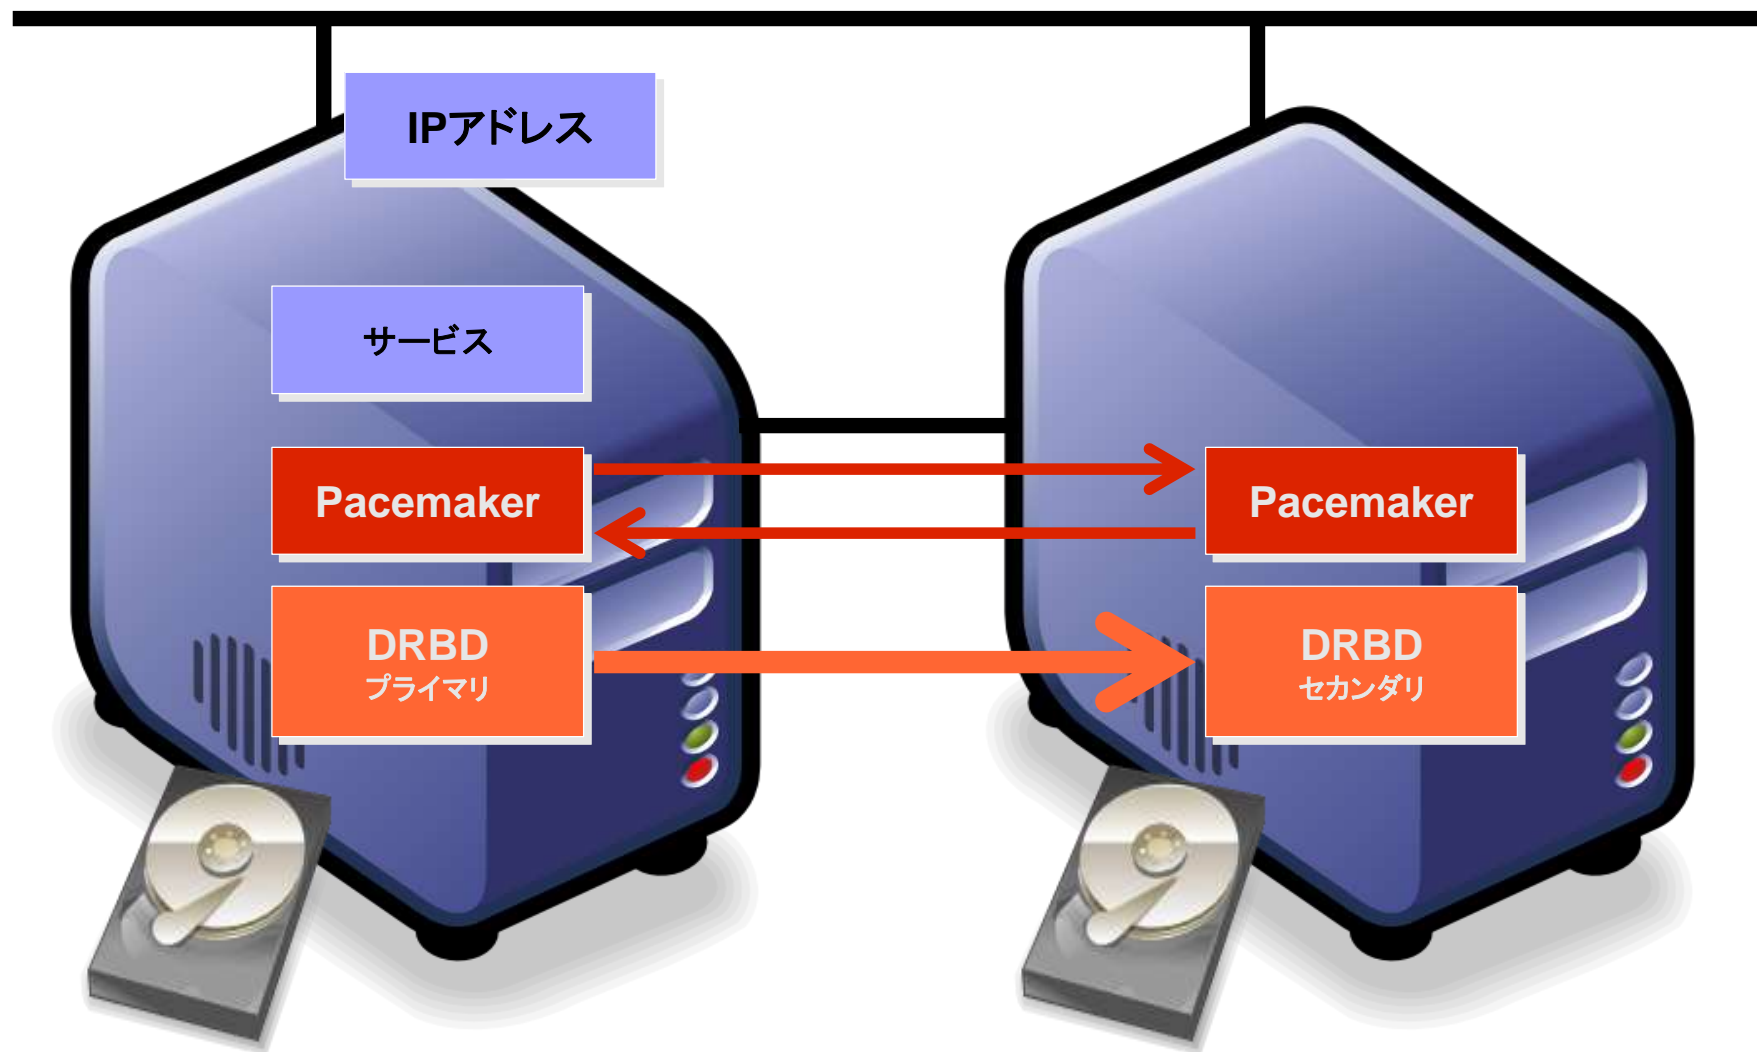 IPアドレス
サービス
Pacemaker
Pacemaker
DRBD
プライマリ
DRBD
セカンダリ